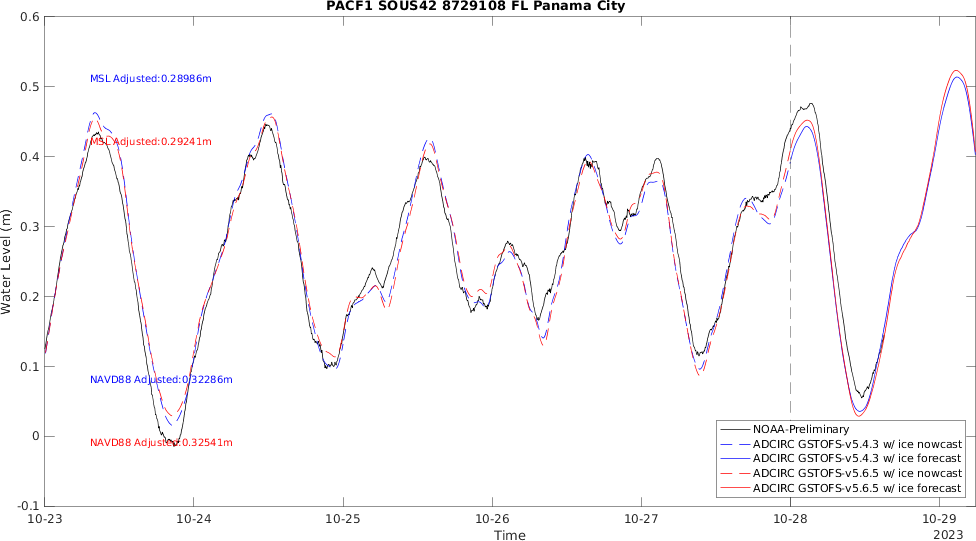 PACF1 SOUS42 8729108 FL Panama City
0.6
0.5
0.4
0.3
0.2
0.1
0
-0.1
Water Level (m)
MSL Adjusted:0.28986m
MSL Adjusted:0.29241m
NAVD88 Adjusted:0.32286m
NAVD88 Adjusted:0.32541m
NOAA-Preliminary
ADCIRC GSTOFS-v5.4.3 w/ ice nowcast
ADCIRC GSTOFS-v5.4.3 w/ ice forecast
ADCIRC GSTOFS-v5.6.5 w/ ice nowcast
ADCIRC GSTOFS-v5.6.5 w/ ice forecast
10-23 10-24 10-25 10-26 10-27 10-28 10-29
Time
2023